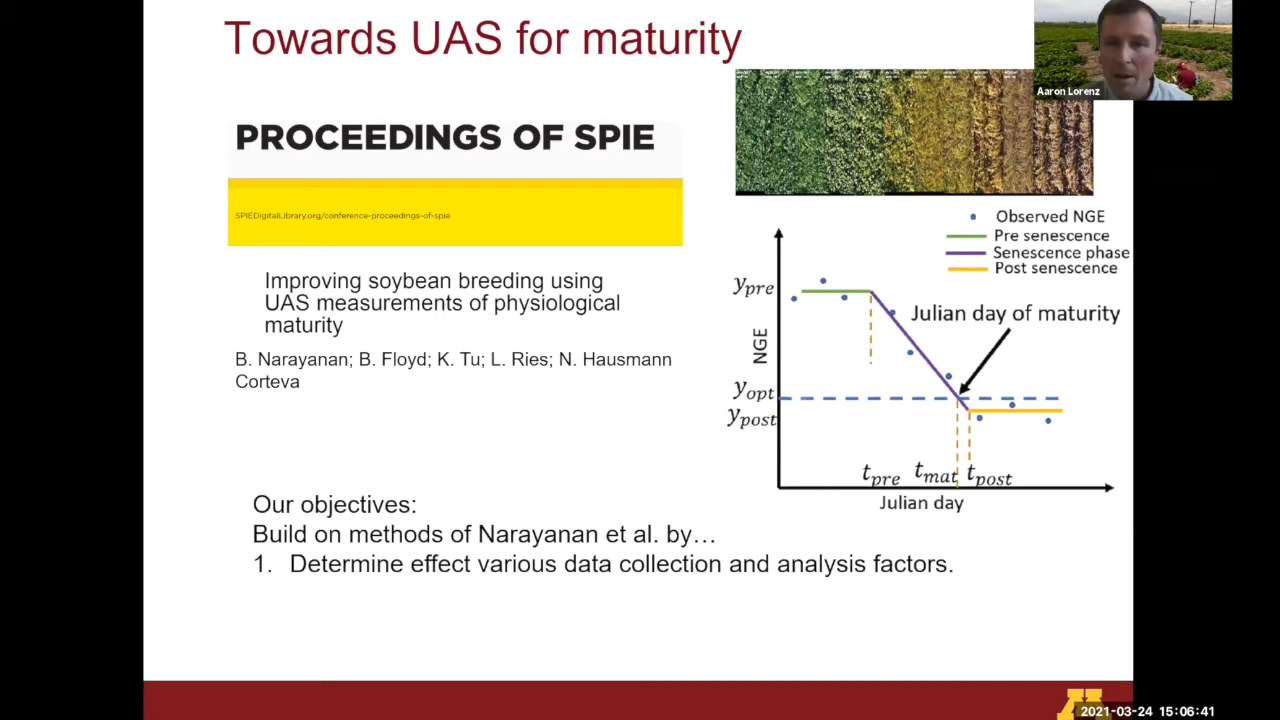 Towards UAS for maturity
Aaron Lorenz
PROCEEDINGS OF SPIE
SPIEDigitalLibrary.org/conference-proceedings-of-spie
Improving soybean breeding using
UAS measurements of physiological
maturity
B. Narayanan; B. Floyd; K. Tu; L. Ries; N. Hausmann
Corteva
Observed NGE
Pre senescence
Senescence phase
Post senescence
Julian day of maturity
NGE
ypre
yopt
ypost
tpre tmat tpost
Julian day
Our objectives:
Build on methods of Narayanan et al. by…
1. Determine effect various data collection and analysis factors.
2021-03-24 15:06:41